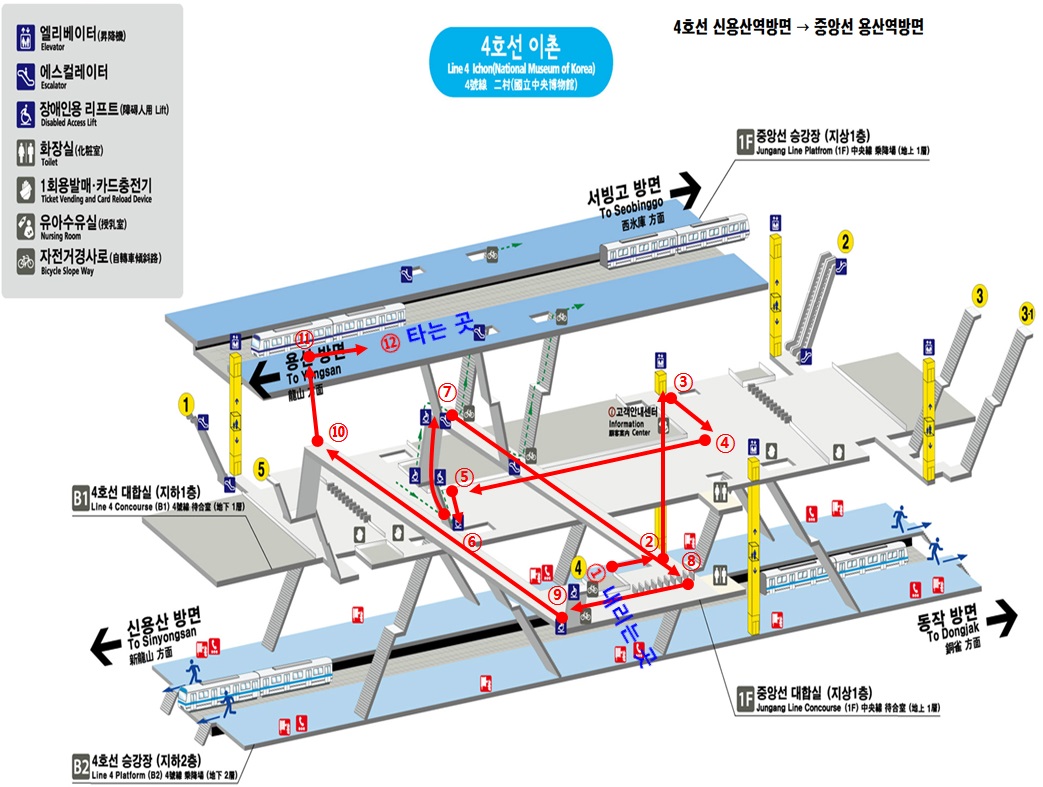 엘리베이터(昇降機)
Elevator
에스컬레이터
Escalator
장애인용 리프트(障碍人用 Lift)
Disabled Access Lift
화장실(化粧室)
Toilet
1회용발매·카드충전기
Ticket Vending and Card Reload Device
유아수유실(授乳室)
Nursing Room
자전거경사로(自轉車傾斜路)
Bicycle Slope Way
4호선 이촌
Line 4 Ichon(National Museum of Korea)
4號線 二村(國立中央博物館)
4호선 신용산역방면 → 중앙선 용산역방면
1F 중앙선 승강장 (지상1층)
Jungang Line Platfrom (1F) 中央線 乘降場 (地上 1層)
서빙고 방면
To Seobinggo
西氷庫 方面
2
3
3-1
⑪
⑫ 타는 곳
용산 방면
To Yongsan
龍山 方面
1
5
⑩
⑦
③
④
ⓘ고객안내센터
Information Center
顧客案內 Center
⑤
⑥
B1 4호선 대합실 (지하1층)
Line 4 Concourse (B1) 4號線 待合室 (地下 1層)
4
①
②
⑧
⑨
내리는 곳
신용산 방면
To Sinyongsan
新龍山 方面
동작 방면
To Dongjak
銅雀 方面
1F 중앙선 대합실 (지상1층)
Jungang Line Concourse (1F) 中央線 待合室 (地上 1層)
B2 4호선 승강장 (지하2층)
Line 4 Platform (B2) 4號線 乘降場 (地下 2層)